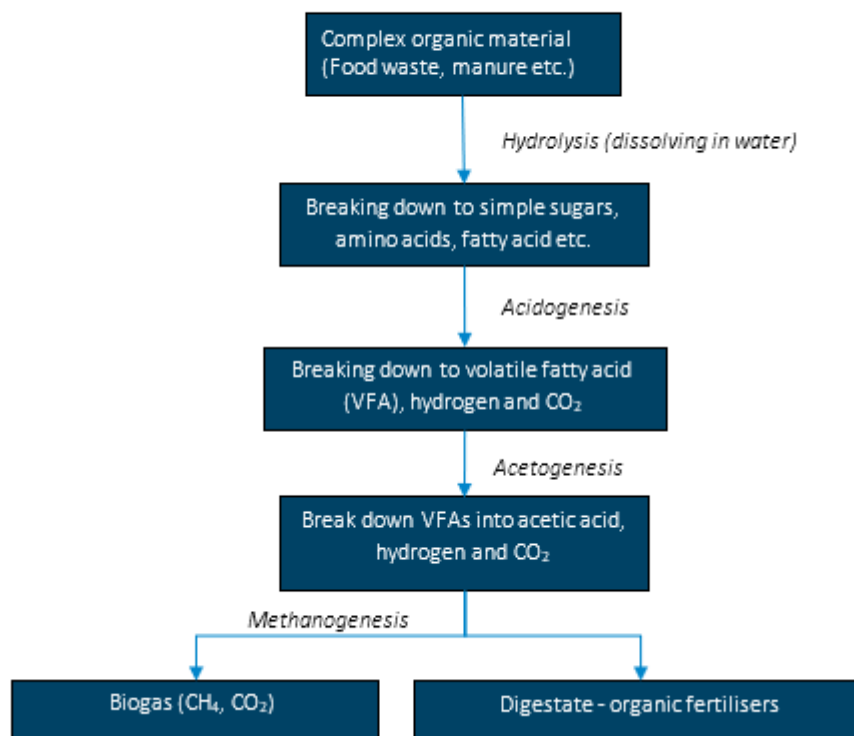 Complex organic material
(Food waste, manure etc.)
Hydrolysis (dissolving in water)
Breaking down to simple sugars,
amino acids, fatty acid etc.
Acidogenesis
Breaking down to volatile fatty acid
(VFA), hydrogen and CO₂
Acetogenesis
Break down VFAs into acetic acid,
hydrogen and CO₂
Methanogenesis
Biogas (CH₄, CO₂)
Digestate - organic fertilisers